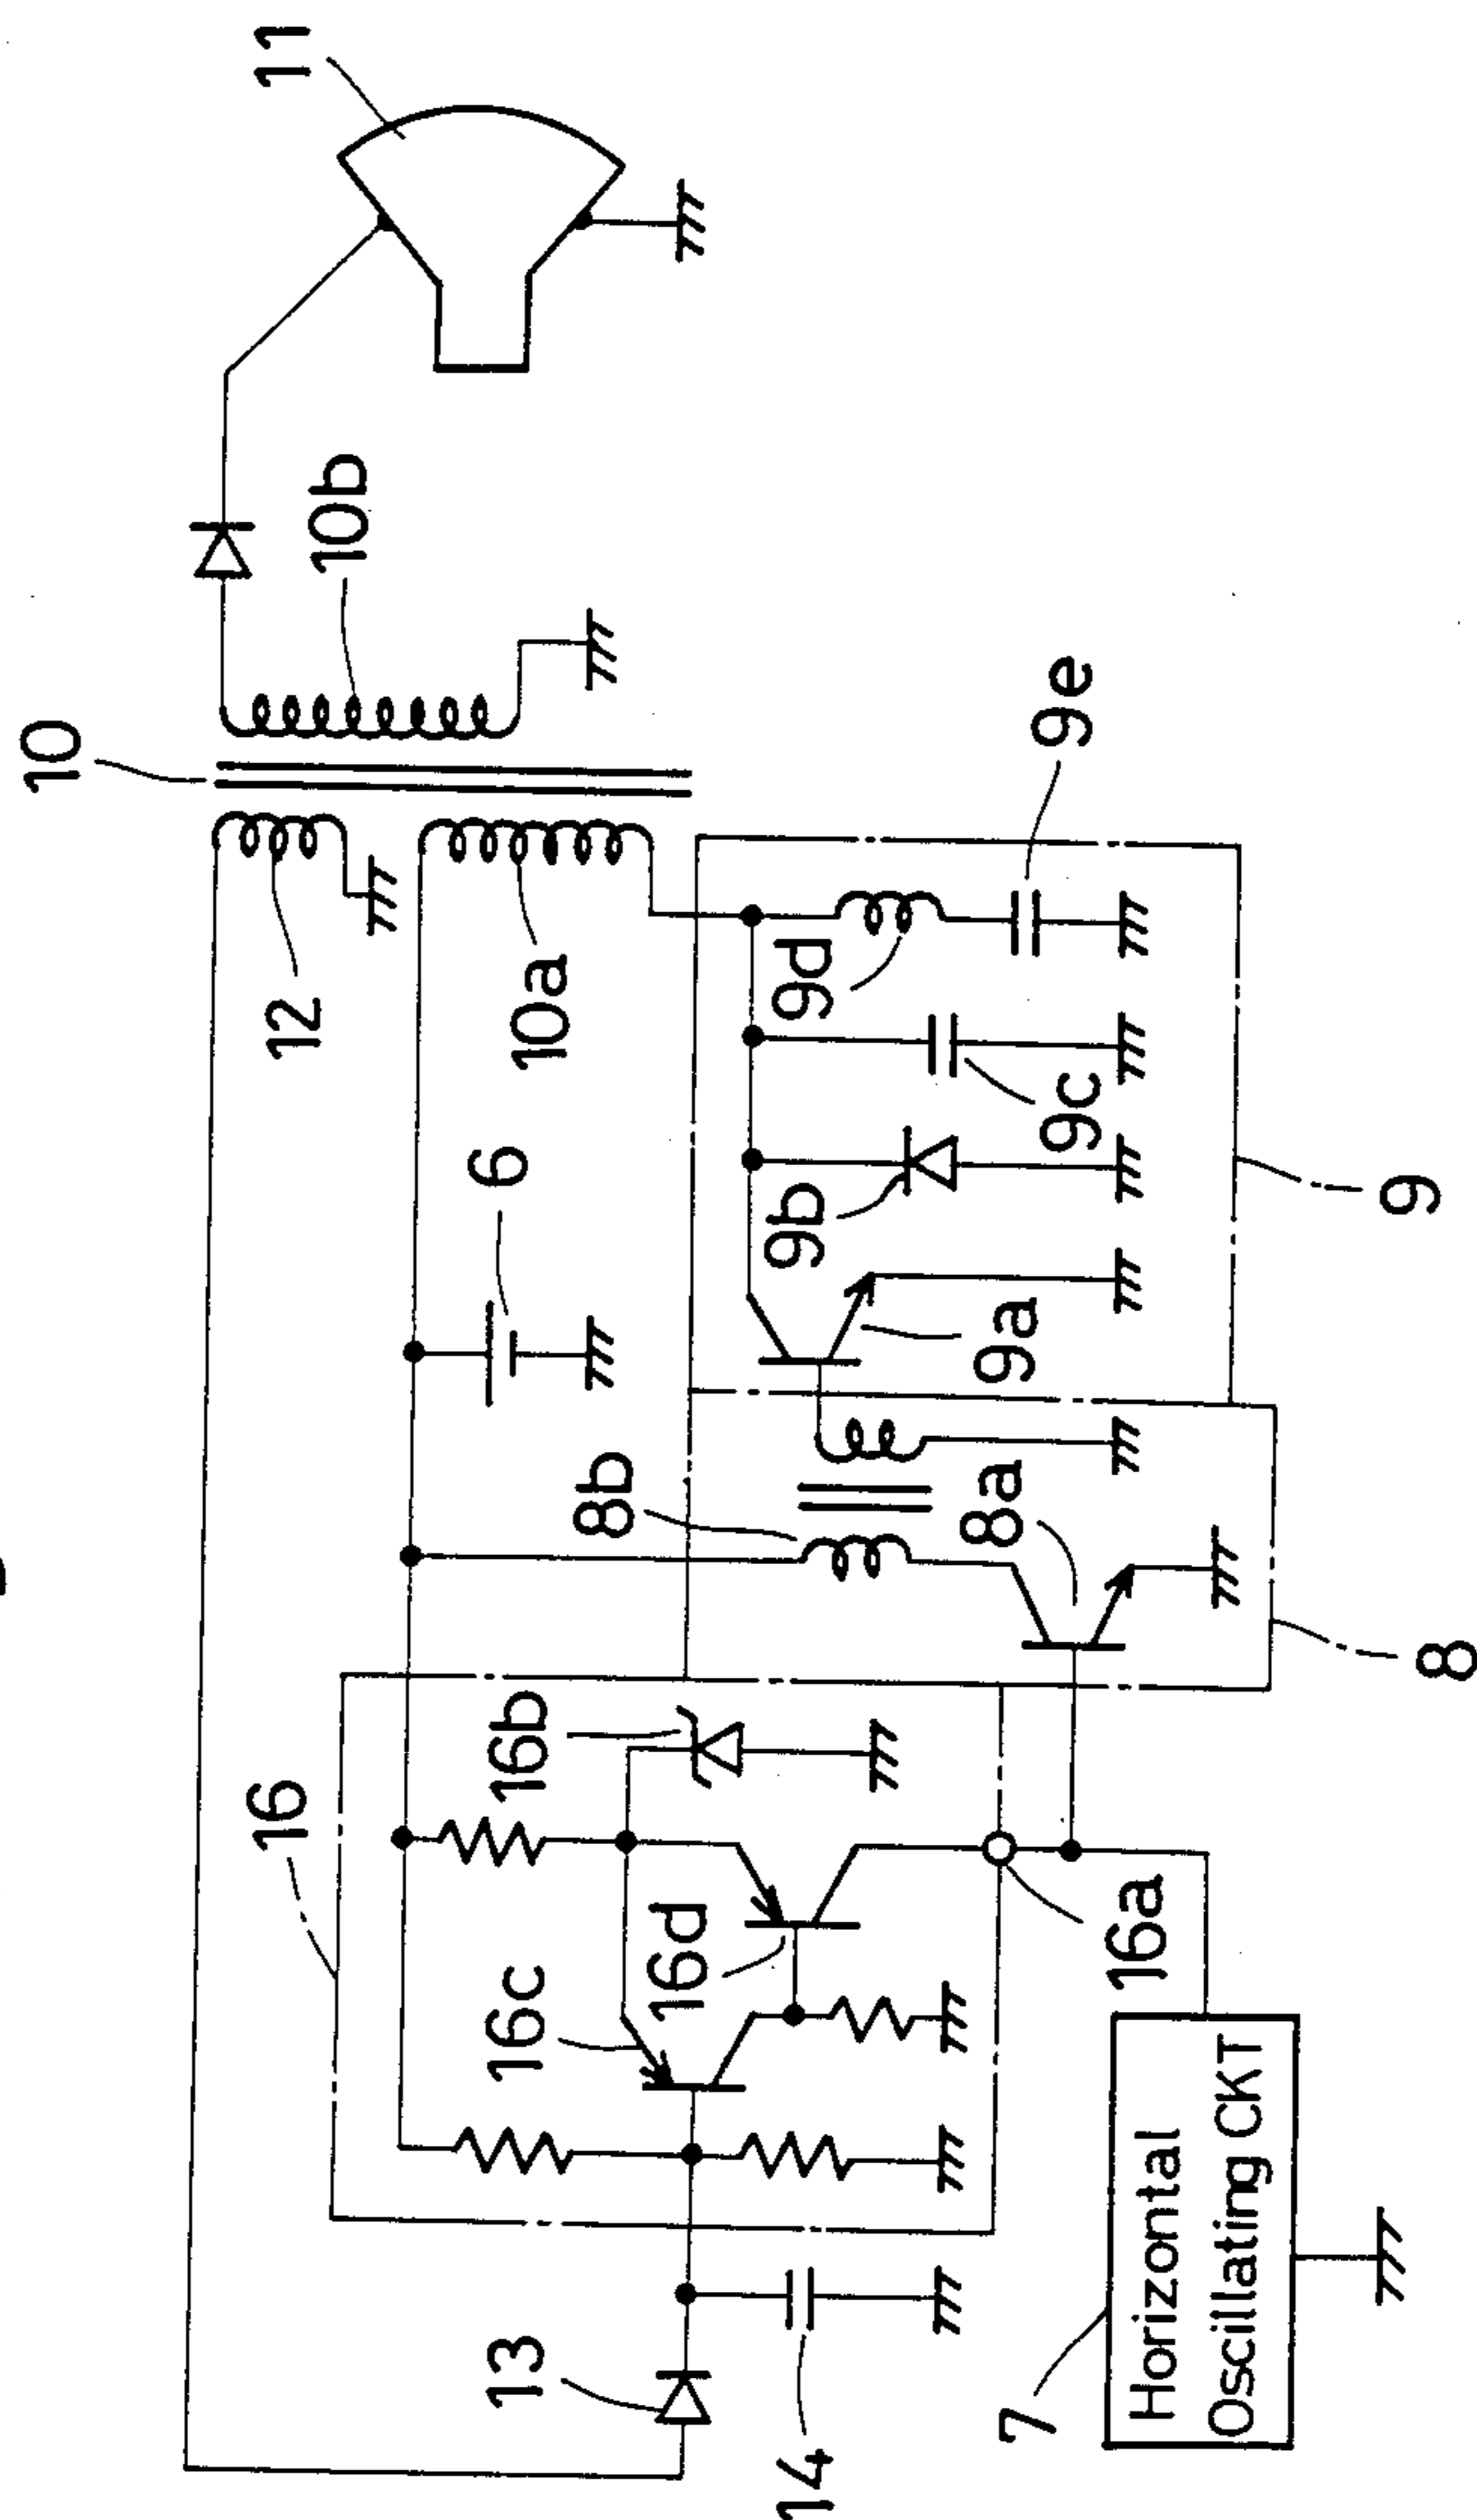 10
11
12
10b
10a
6
16
16b
16c
16d
8b
8a
9d
9e
9b
9c
9a
9
8
13
14
16a
7
Horizontal
Oscillating CKT